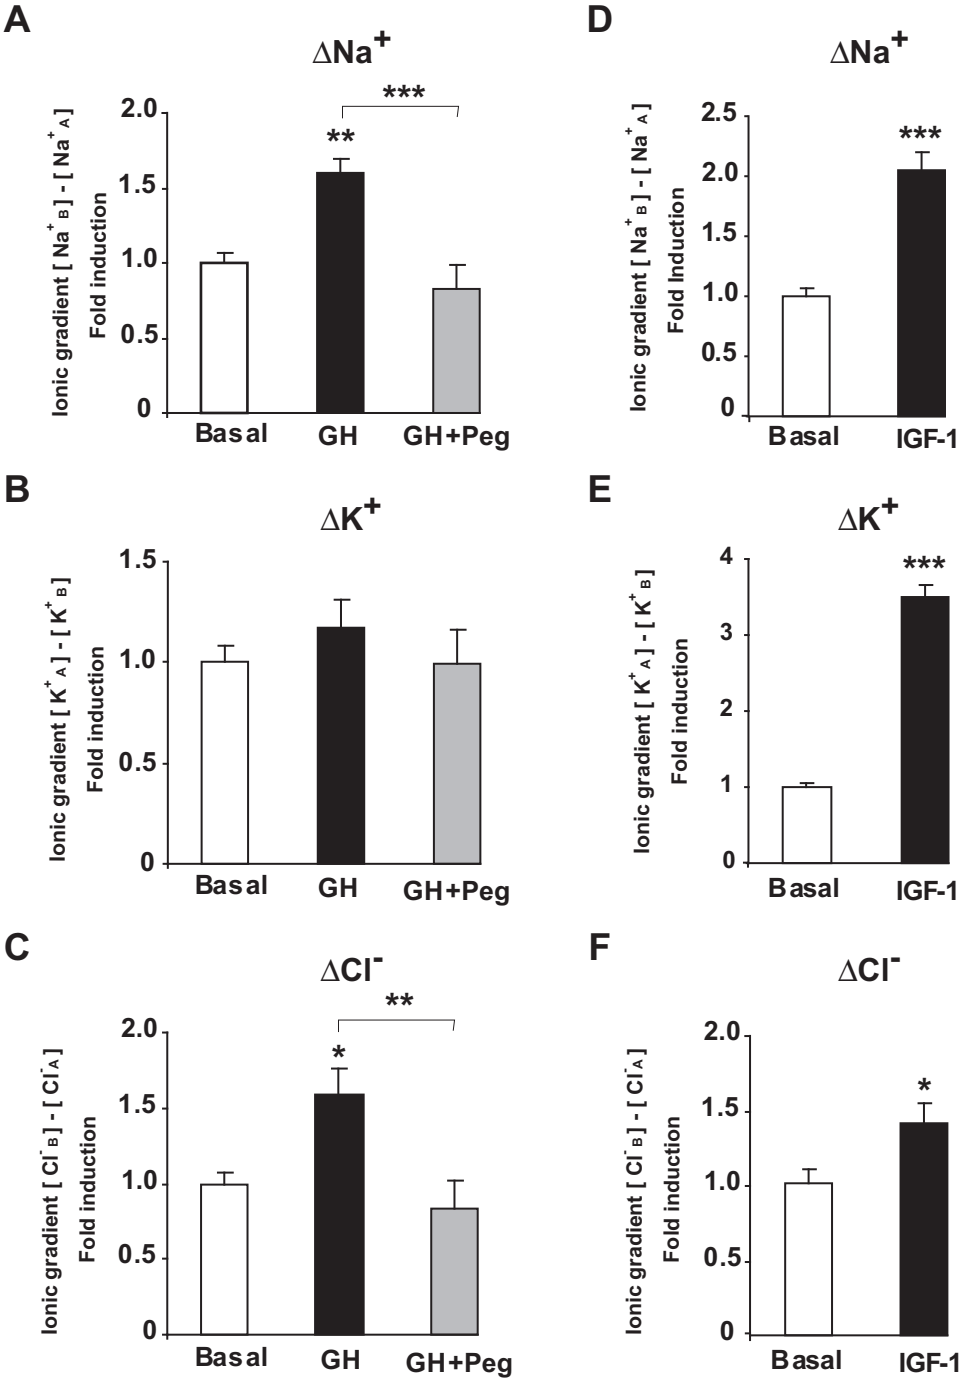 A
ΔNa+
Ionic gradient [ Na+ B ] - [ Na+ A ]
Fold induction
2.0
1.5
1.0
0.5
0
***
**
Basal
GH
GH+Peg
D
ΔNa+
Ionic gradient [ Na+ B ] - [ Na+ A ]
Fold Induction
2.5
2.0
1.5
1.0
0.5
0
***
Basal
IGF-1
B
ΔK+
Ionic gradient [ K+ A ] - [ K+ B ]
Fold induction
1.5
1.0
0.5
0
Basal
GH
GH+Peg
E
ΔK+
Ionic gradient [ K+ A ] - [ K+ B ]
Fold induction
4
3
2
1
0
***
Basal
IGF-1
C
ΔCl-
Ionic gradient [ Cl- B ] - [ Cl- A ]
Fold induction
2.0
1.5
1.0
0.5
0
**
*
Basal
GH
GH+Peg
F
ΔCl-
Ionic gradient [ Cl- B ] - [ Cl- A ]
Fold induction
2.0
1.5
1.0
0.5
0
*
Basal
IGF-1